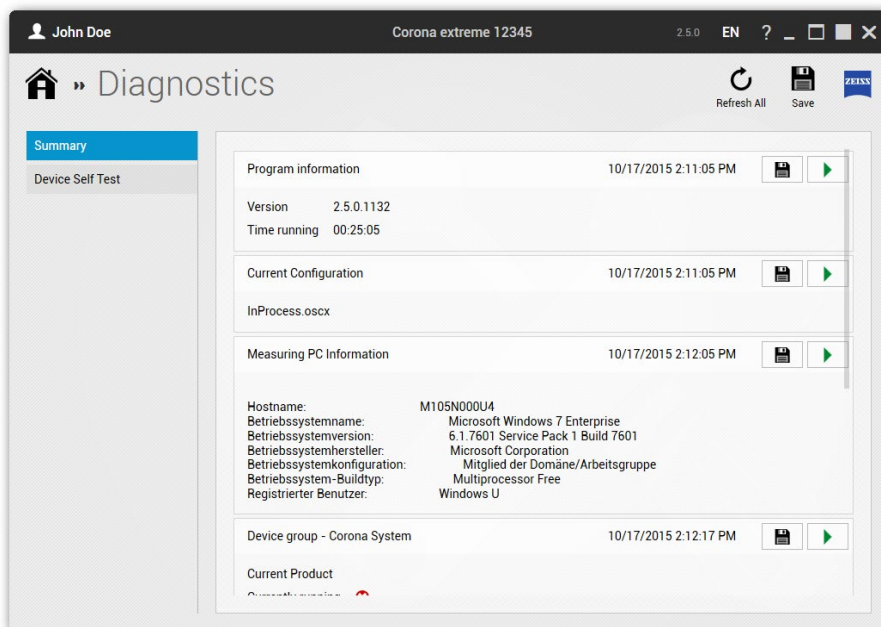 John Doe Corona extreme 12345 2.5.0 EN ?
» Diagnostics
Refresh All Save ZEISS
Summary
Device Self Test
Program information 10/17/2015 2:11:05 PM
Version 2.5.0.1132
Time running 00:25:05
Current Configuration 10/17/2015 2:11:05 PM
InProcess.oscx
Measuring PC Information 10/17/2015 2:12:05 PM
Hostname: M105N000U4
Betriebssystemname: Microsoft Windows 7 Enterprise
Betriebssystemversion: 6.1.7601 Service Pack 1 Build 7601
Betriebssystemhersteller: Microsoft Corporation
Betriebssystemkonfiguration: Mitglied der Domäne/Arbeitsgruppe
Betriebssystem-Buildtyp: Multiprocessor Free
Registrierter Benutzer: Windows U
Device group - Corona System 10/17/2015 2:12:17 PM
Current Product
Currently running